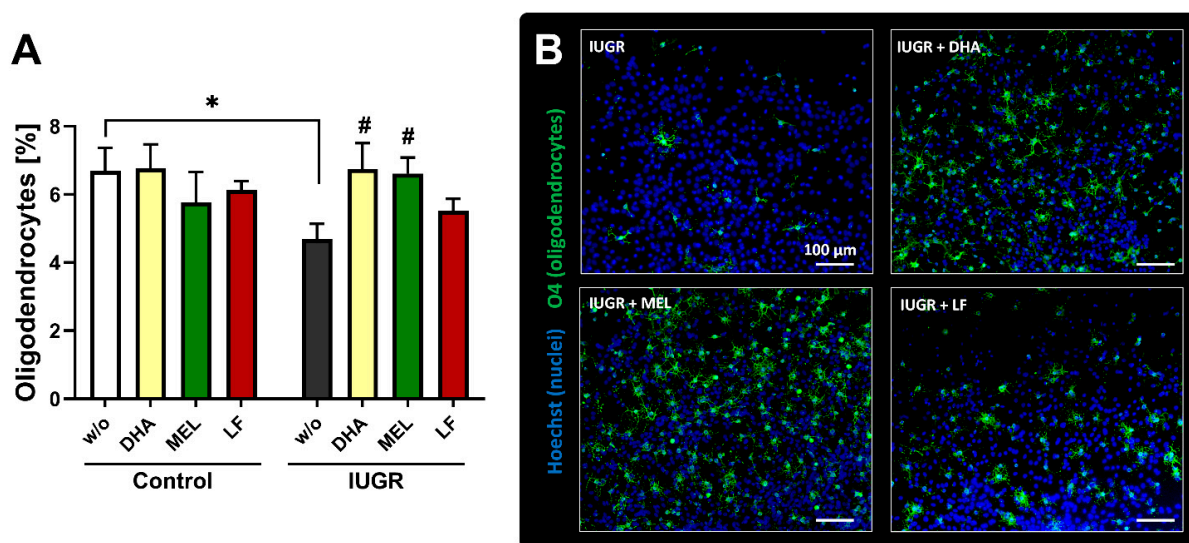 A
Oligodendrocytes [%]
8
6
4
2
0
*
#
#
w/o
DHA
MEL
LF
w/o
DHA
MEL
LF
Control
IUGR
B
Hoechst (nuclei) O4 (oligodendrocytes)
IUGR
100 µm
IUGR + DHA
IUGR + MEL
IUGR + LF